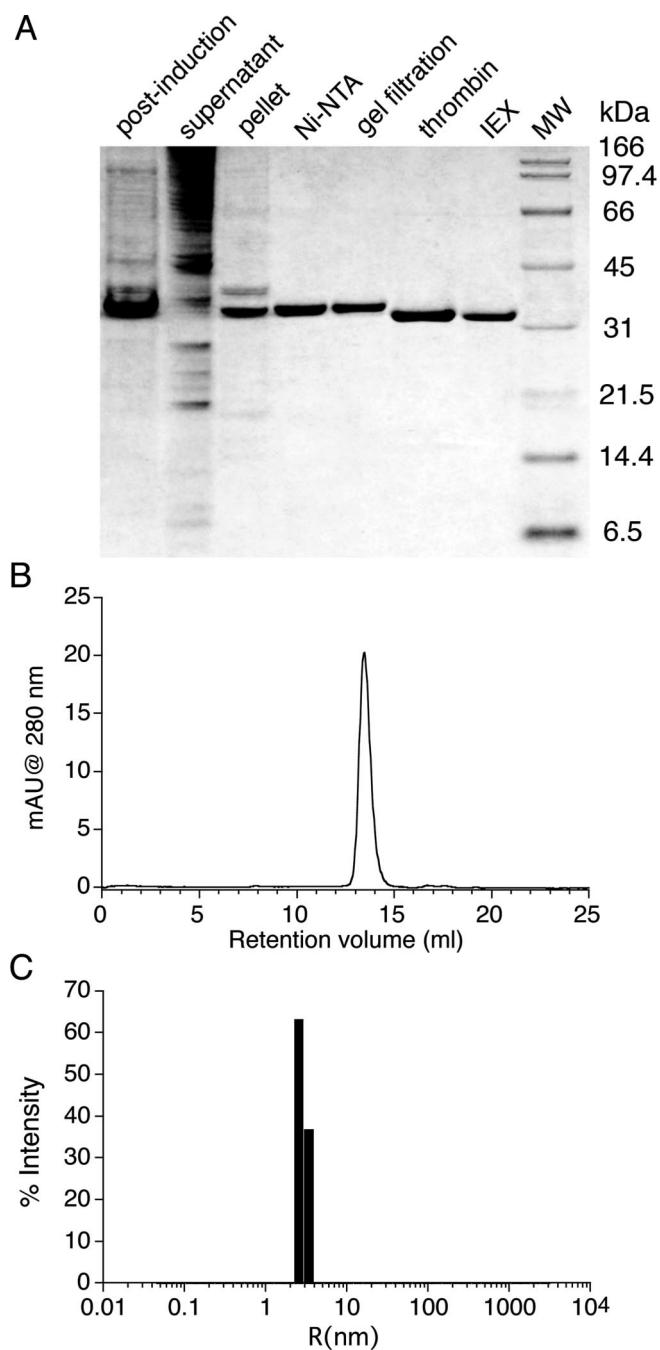 A
post-induction
supernatant
pellet
Ni-NTA
gel filtration
thrombin
IEX
MW
kDa
166
97.4
66
45
31
21.5
14.4
6.5
B
25
20
15
10
5
0
mAU@ 280 nm
0 5 10 15 20 25
Retention volume (ml)
C
70
60
50
40
30
20
10
0
% Intensity
0.01 0.1 1 10 100 1000 10⁴
R(nm)